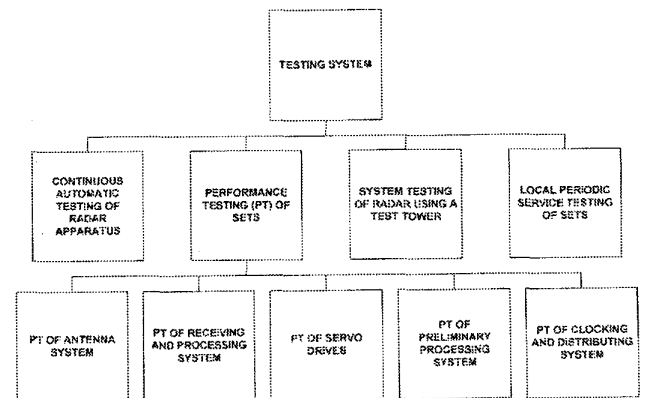 TESTING SYSTEM
CONTINUOUS
AUTOMATIC
TESTING OF
RADAR
APPARATUS
PERFORMANCE
TESTING (PT) OF
SETS
SYSTEM TESTING
OF RADAR USING A
TEST TOWER
LOCAL PERIODIC
SERVICE TESTING
OF SETS
PT OF ANTENNA
SYSTEM
PT OF RECEIVING
AND PROCESSING
SYSTEM
PT OF SERVO
DRIVES
PT OF
PRELIMINARY
PROCESSING
SYSTEM
PT OF CLOCKING
AND DISTRIBUTING
SYSTEM